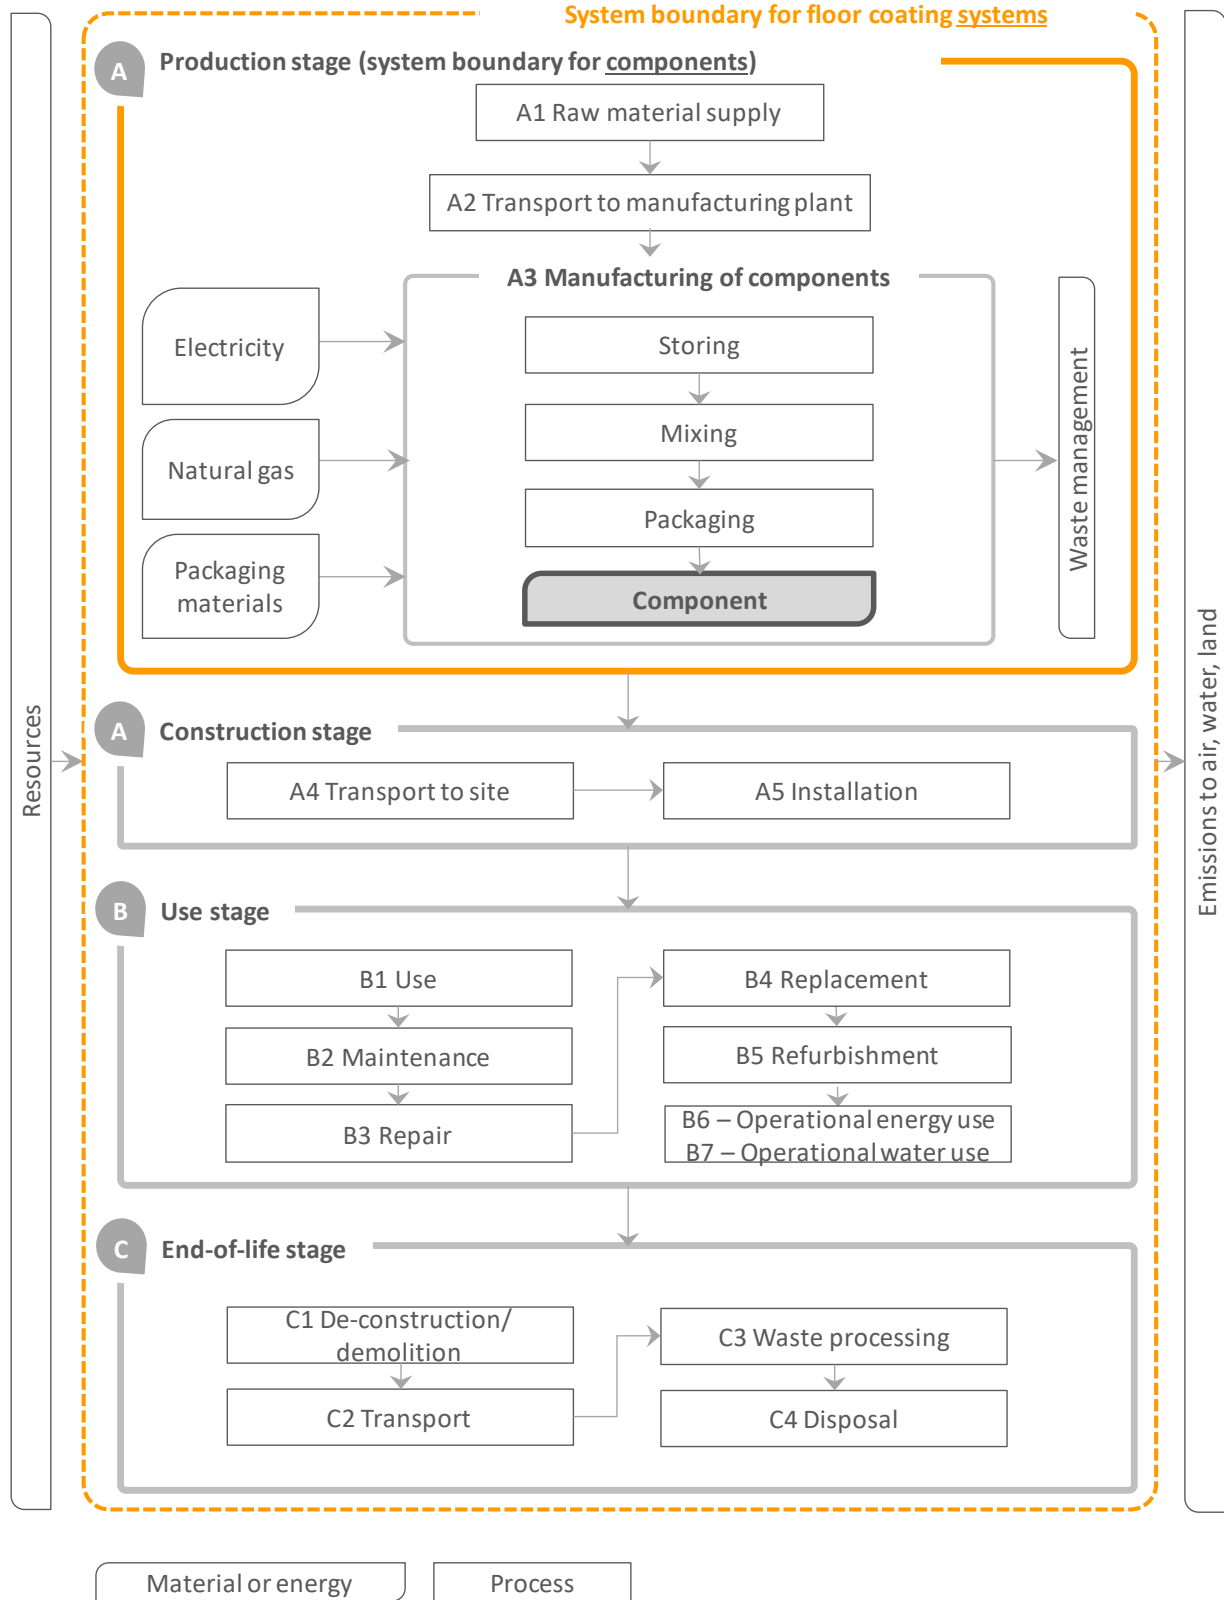 System boundary for floor coating systems
A
Production stage (system boundary for components)
A1 Raw material supply
A2 Transport to manufacturing plant
A3 Manufacturing of components
Electricity
Natural gas
Packaging
materials
Storing
Mixing
Packaging
Component
Waste management
Resources
Emissions to air, water, land
A
Construction stage
A4 Transport to site
A5 Installation
B
Use stage
B1 Use
B2 Maintenance
B3 Repair
B4 Replacement
B5 Refurbishment
B6 – Operational energy use
B7 – Operational water use
C
End-of-life stage
C1 De-construction/
demolition
C2 Transport
C3 Waste processing
C4 Disposal
Material or energy
Process